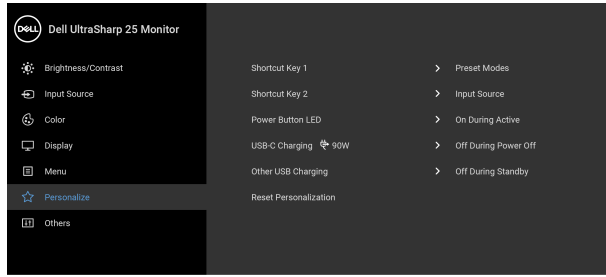 DELL Dell UltraSharp 25 Monitor
Brightness/Contrast
Input Source
Color
Display
Menu
Personalize
Others
Shortcut Key 1 > Preset Modes
Shortcut Key 2 > Input Source
Power Button LED > On During Active
USB-C Charging 90W > Off During Power Off
Other USB Charging > Off During Standby
Reset Personalization